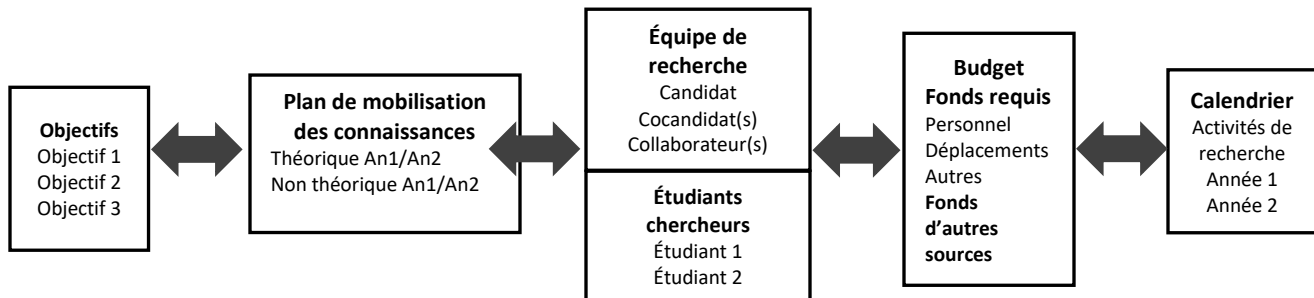 Objectifs
Objectif 1
Objectif 2
Objectif 3
Plan de mobilisation
des connaissances
Théorique An1/An2
Non théorique An1/An2
Équipe de
recherche
Candidat
Cocandidat(s)
Collaborateur(s)
Étudiants
chercheurs
Étudiant 1
Étudiant 2
Budget
Fonds requis
Personnel
Déplacements
Autres
Fonds
d’autres
sources
Calendrier
Activités de
recherche
Année 1
Année 2